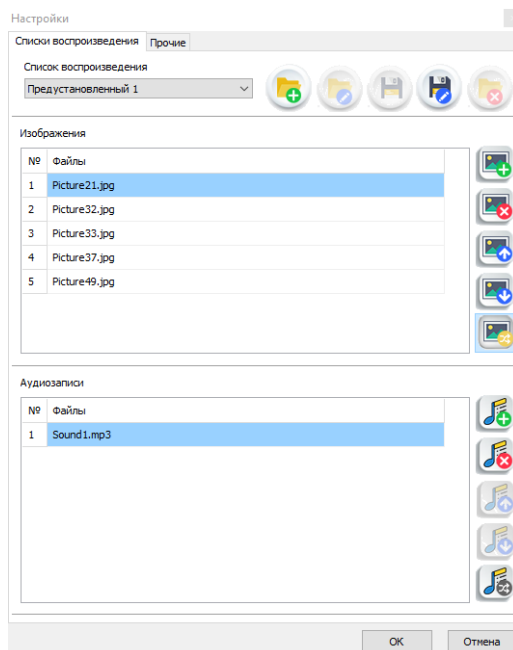 Настройки
Списки воспроизведения Прочие
Список воспроизведения
Предустановленный 1
Изображения
№ Файлы
1 Picture21.jpg
2 Picture32.jpg
3 Picture33.jpg
4 Picture37.jpg
5 Picture49.jpg
Аудиозаписи
№ Файлы
1 Sound1.mp3
ОК Отмена